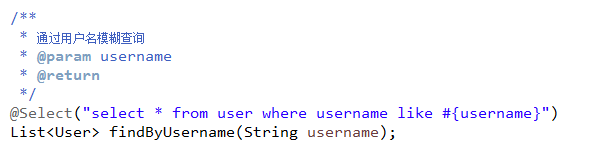 /**
 * 通过用户名模糊查询
 * @param username
 * @return
 */
@Select("select * from user where username like #{username}")
List<User> findByUsername(String username);